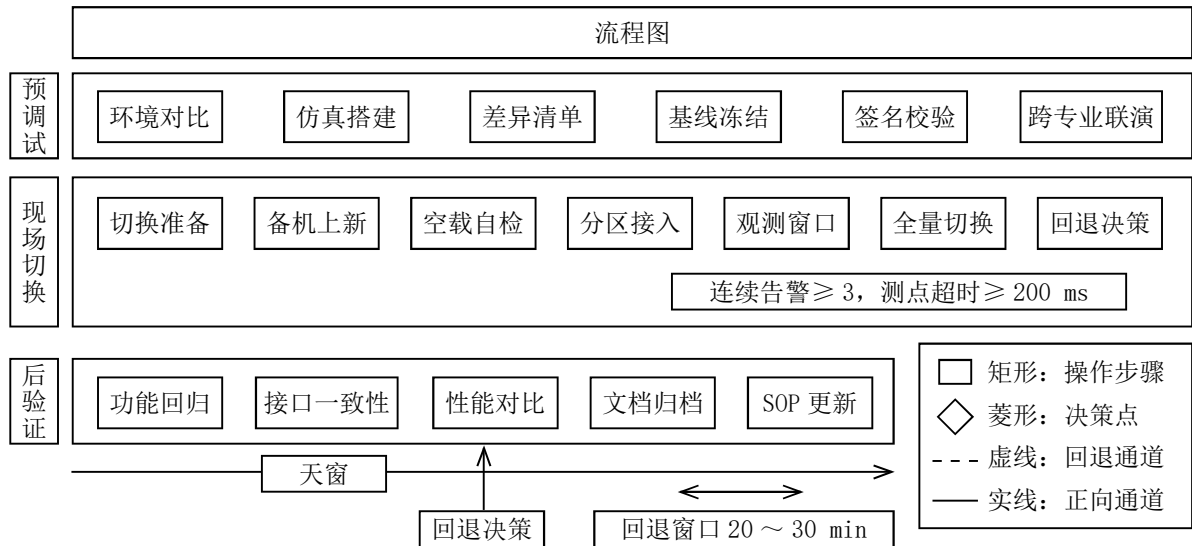 流程图
预调试
环境对比
仿真搭建
差异清单
基线冻结
签名校验
跨专业联演
现场切换
切换准备
备机上新
空载自检
分区接入
观测窗口
全量切换
回退决策
连续告警≥3，测点超时≥200 ms
后验证
功能回归
接口一致性
性能对比
文档归档
SOP 更新
天窗
回退决策
回退窗口 20～30 min
矩形：操作步骤
菱形：决策点
虚线：回退通道
实线：正向通道